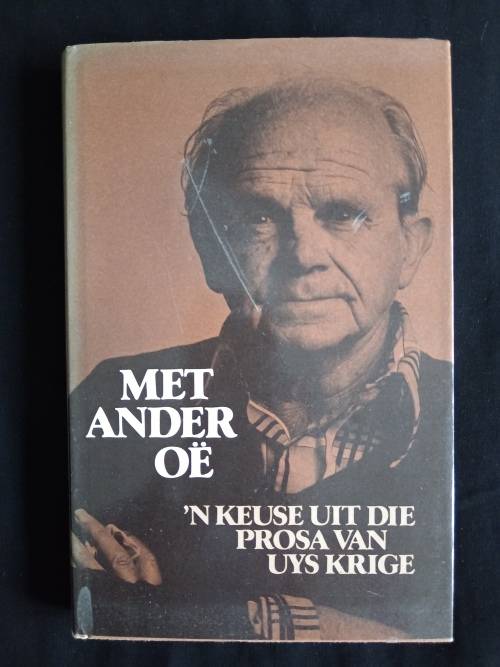 MET
ANDER
OË
'N KEUSE UIT DIE
PROSA VAN
UYS KRIGE